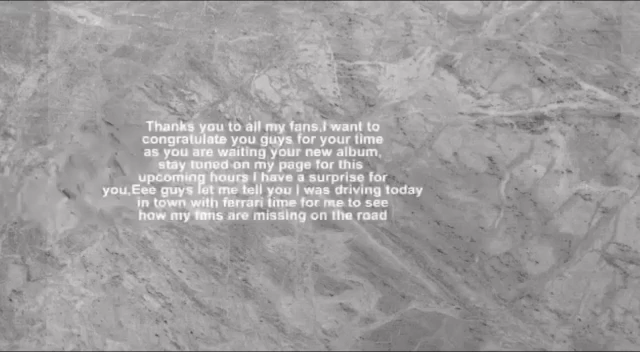 Thanks you to all my fans,I want to
congratulate you guys for your time
as you are waiting your new album,
stay tuned on my page for this
upcoming hours I have a surprise for
you,Eee guys let me tell you I was driving today
in town with ferrari time for me to see
how my fans are missing on the road